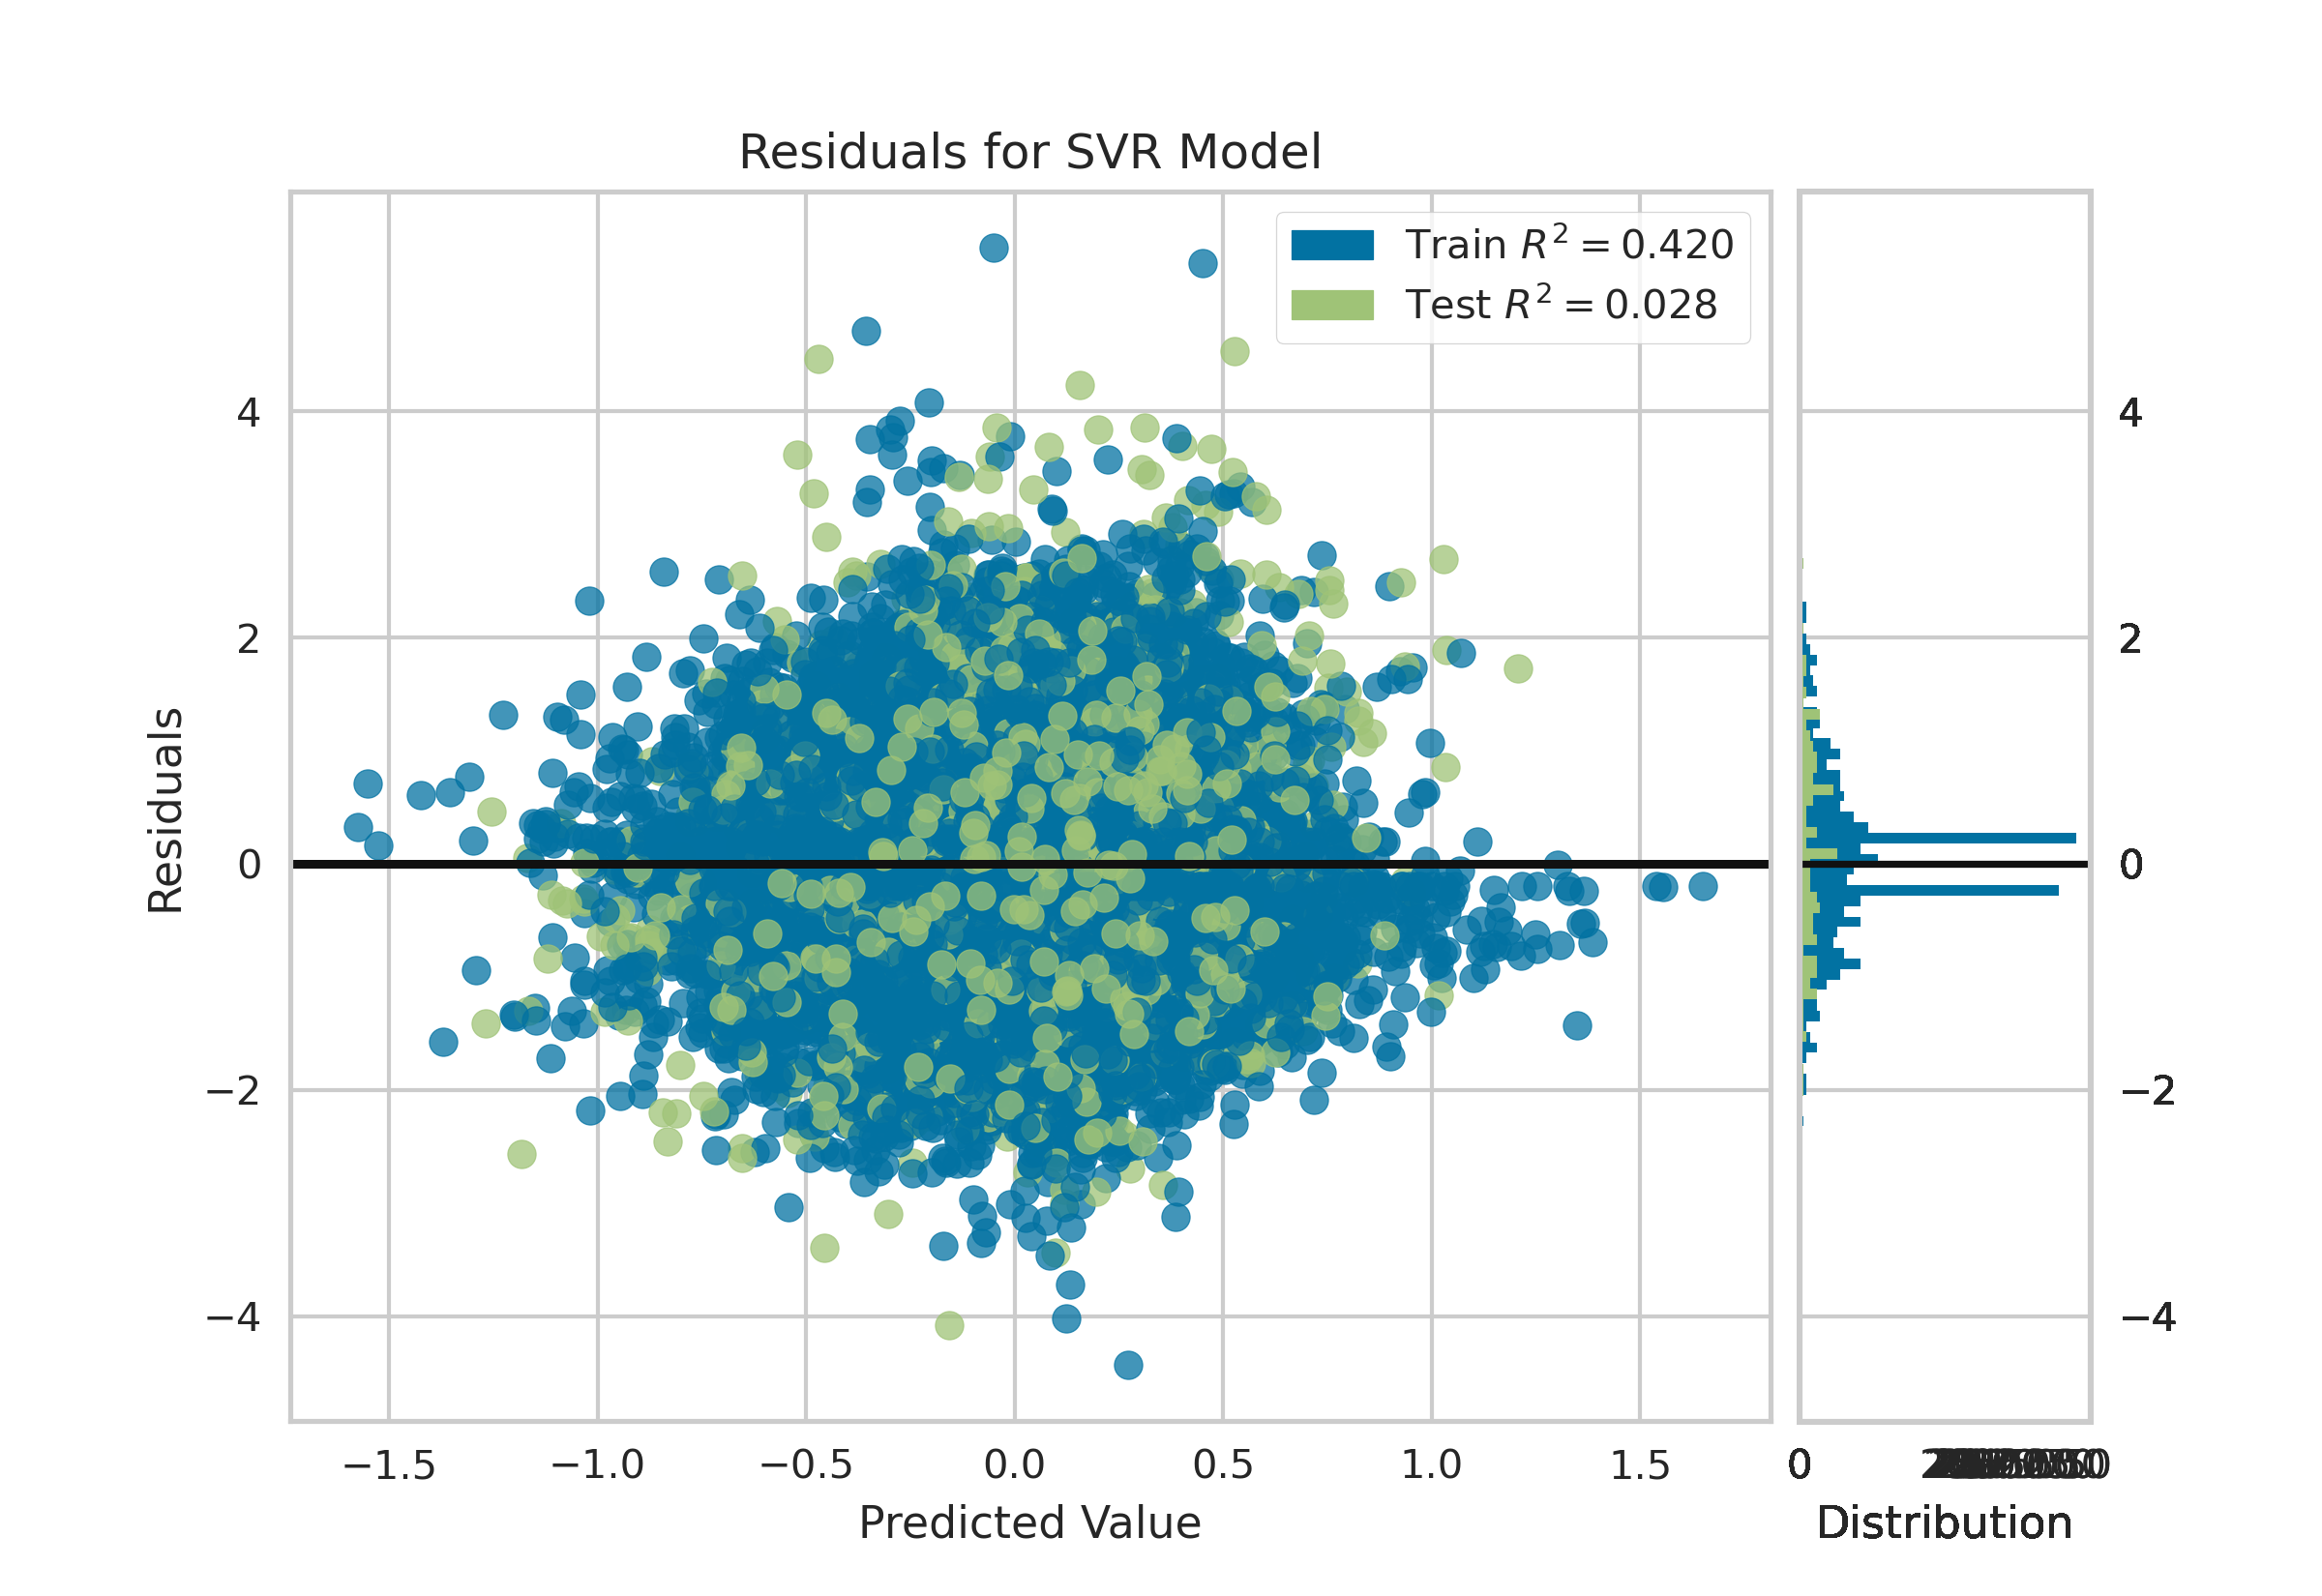 Residuals for SVR Model
Train R² = 0.420
Test R² = 0.028
Residuals
4
2
0
−2
−4
−1.5 −1.0 −0.5 0.0 0.5 1.0 1.5
Predicted Value
4
2
0
−2
−4
0
Distribution